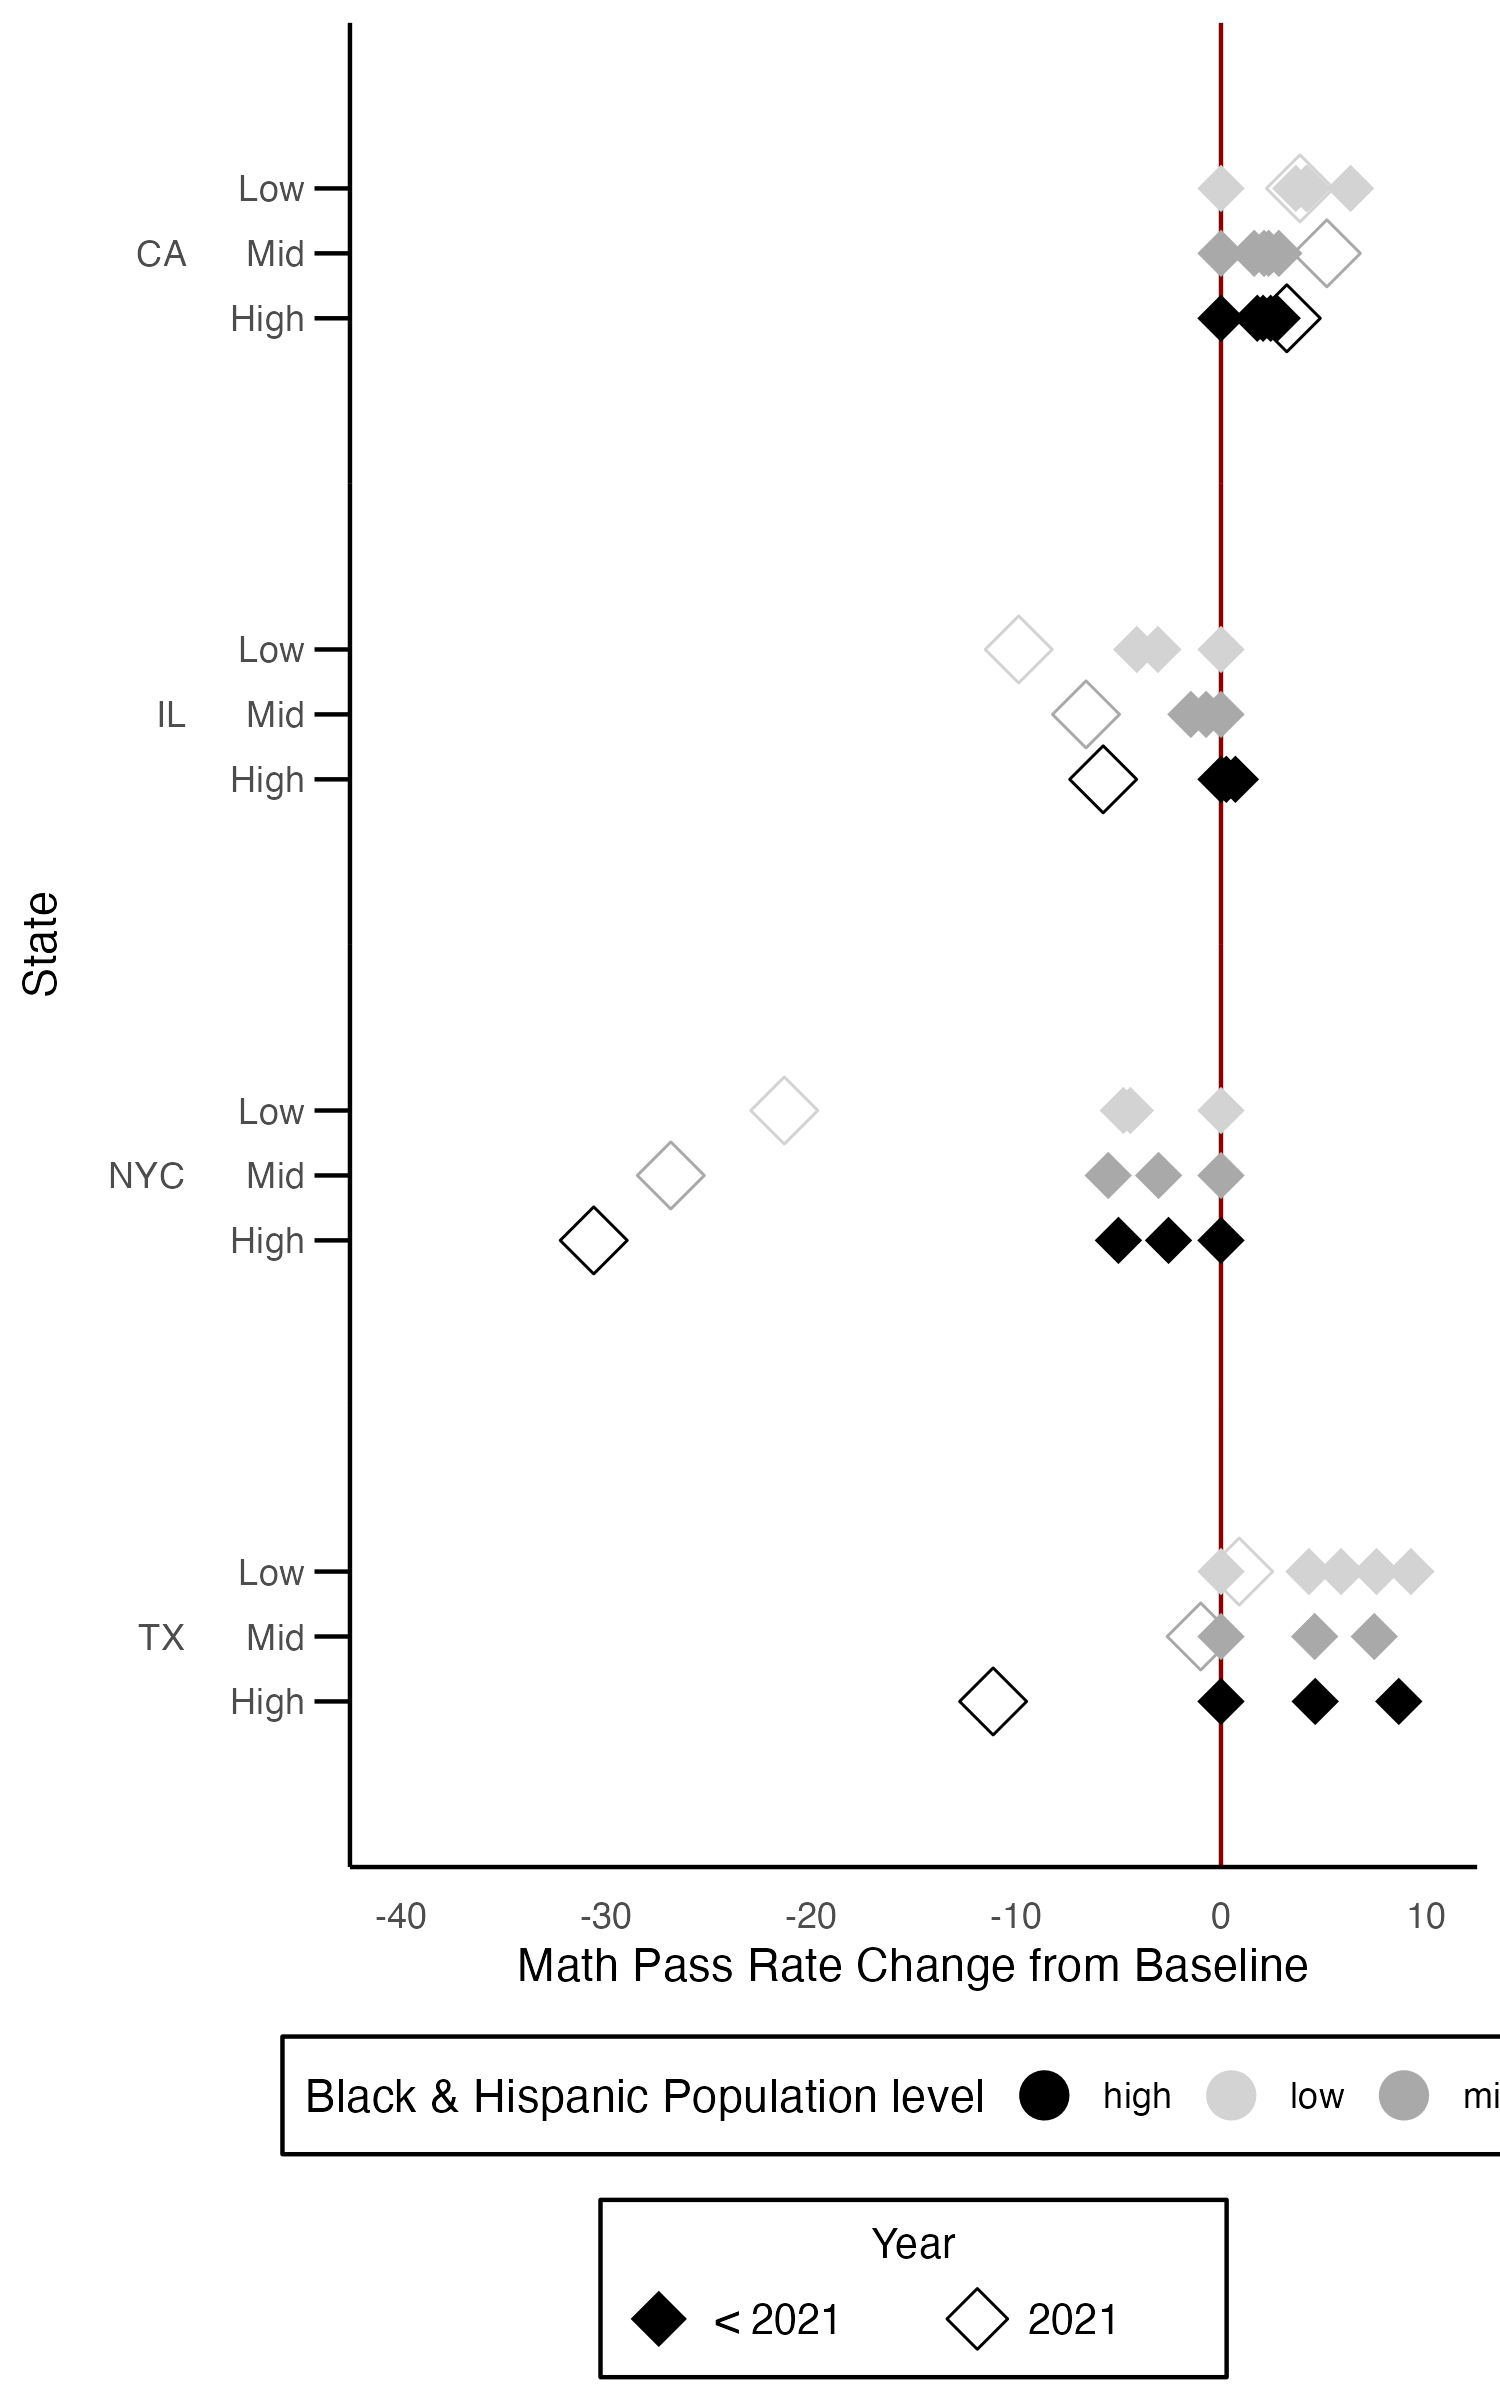 Low
CA Mid
High
Low
IL Mid
High
State
Low
NYC Mid
High
Low
TX Mid
High
-40 -30 -20 -10 0 10
Math Pass Rate Change from Baseline
Black & Hispanic Population level high low mi
Year
< 2021 2021